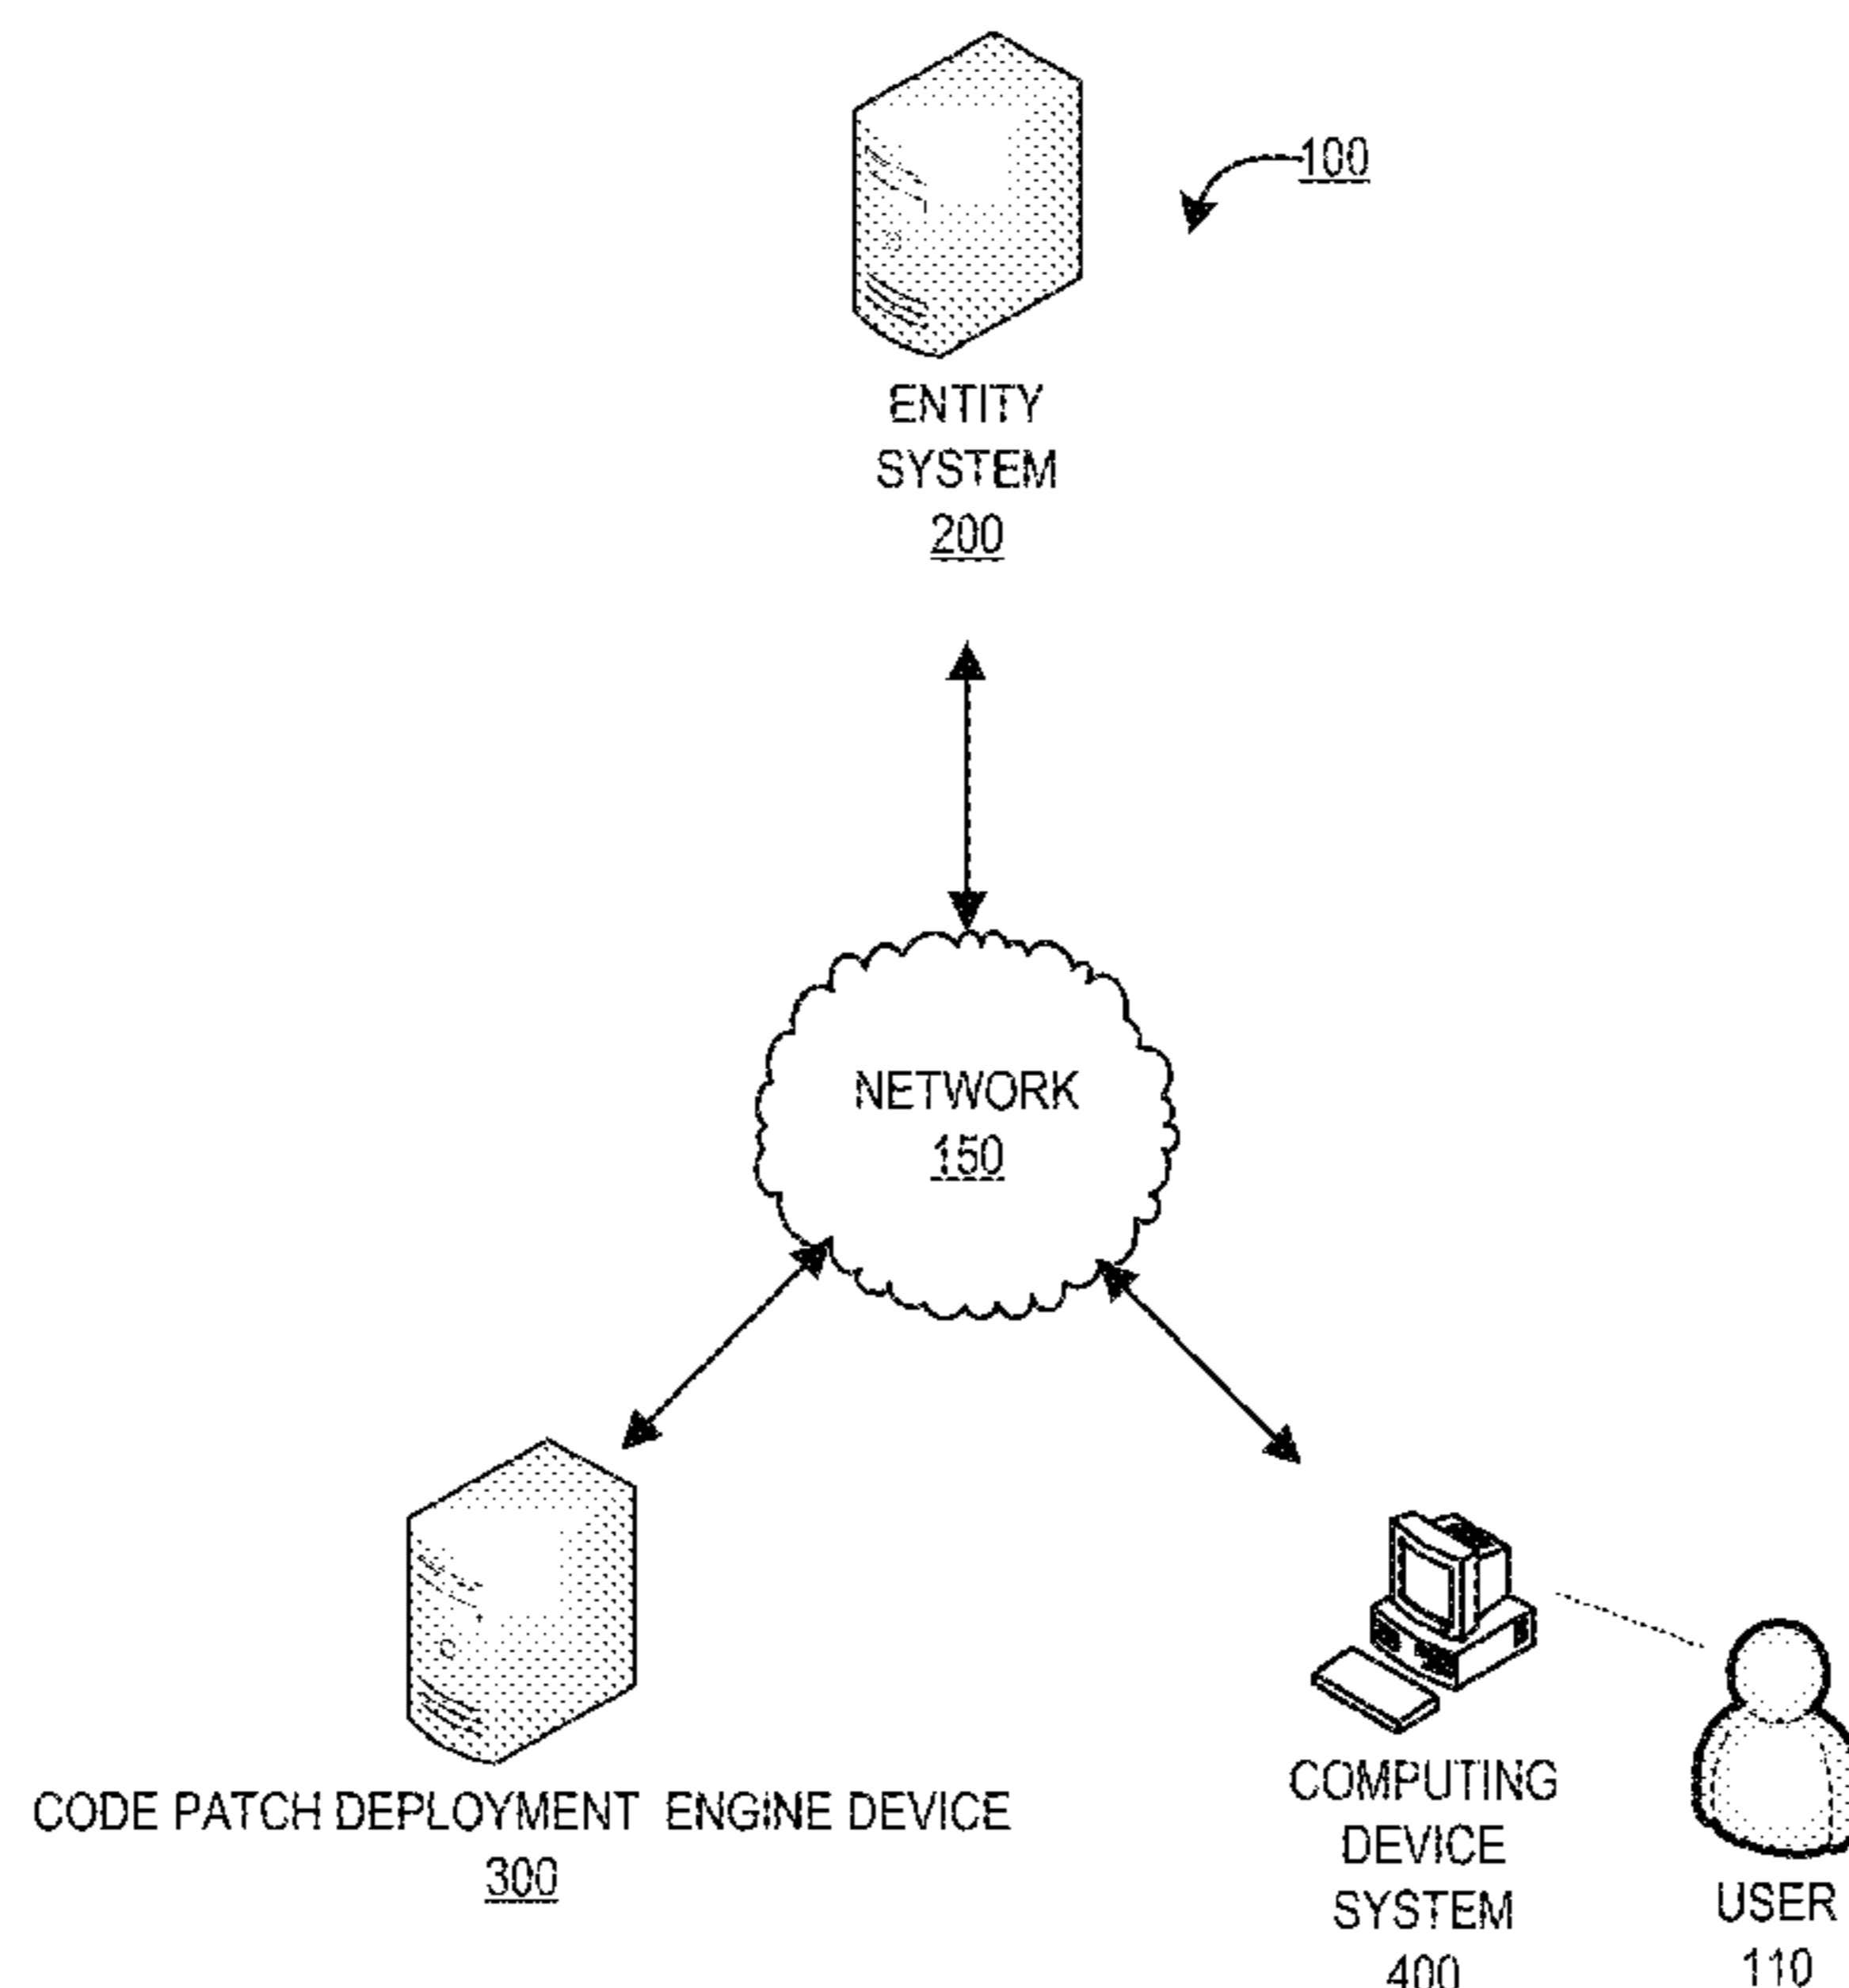 100
ENTITY
SYSTEM
200
NETWORK
150
CODE PATCH DEPLOYMENT ENGINE DEVICE
300
COMPUTING
DEVICE
SYSTEM
400
USER
110